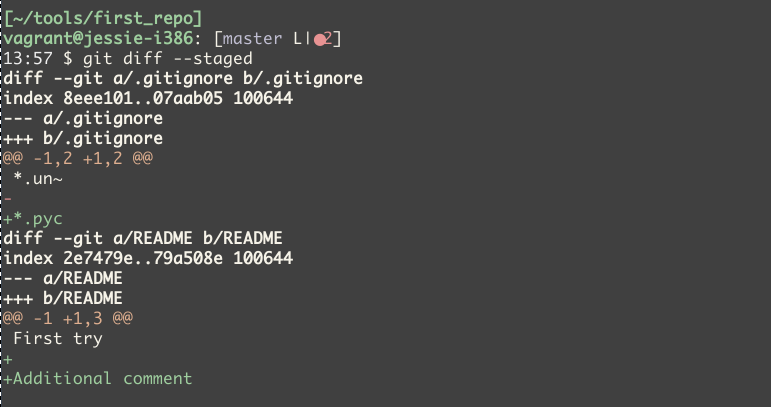 [~/tools/first_repo]
vagrant@jessie-i386: [master L|●2]
13:57 $ git diff --staged
diff --git a/.gitignore b/.gitignore
index 8eee101..07aab05 100644
--- a/.gitignore
+++ b/.gitignore
@@ -1,2 +1,2 @@
 *.un~
-
+*.pyc
diff --git a/README b/README
index 2e7479e..79a508e 100644
--- a/README
+++ b/README
@@ -1 +1,3 @@
 First try
+
+Additional comment